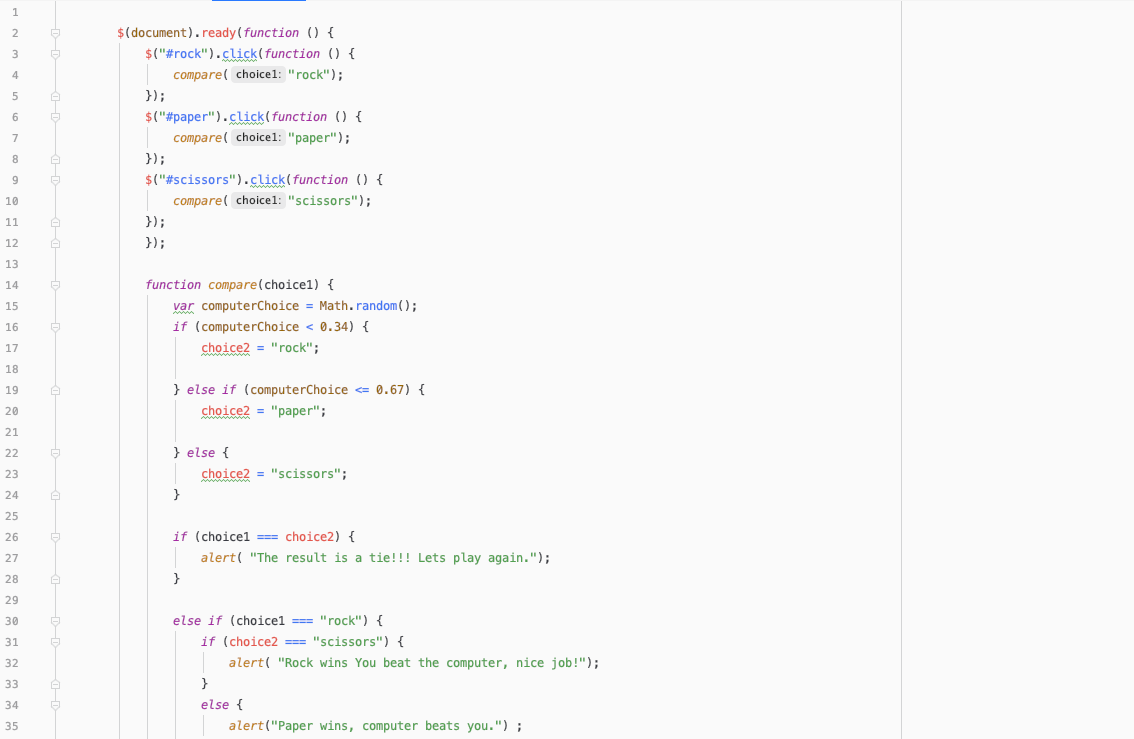 1
2 $(document).ready(function () {
3 $("#rock").click(function () {
4 compare( choice1: "rock");
5 });
6 $("#paper").click(function () {
7 compare( choice1: "paper");
8 });
9 $("#scissors").click(function () {
10 compare( choice1: "scissors");
11 });
12 });
13
14 function compare(choice1) {
15 var computerChoice = Math.random();
16 if (computerChoice < 0.34) {
17 choice2 = "rock";
18
19 } else if (computerChoice <= 0.67) {
20 choice2 = "paper";
21
22 } else {
23 choice2 = "scissors";
24 }
25
26 if (choice1 === choice2) {
27 alert( "The result is a tie!!! Lets play again.");
28 }
29
30 else if (choice1 === "rock") {
31 if (choice2 === "scissors") {
32 alert( "Rock wins You beat the computer, nice job!");
33 }
34 else {
35 alert("Paper wins, computer beats you.") ;